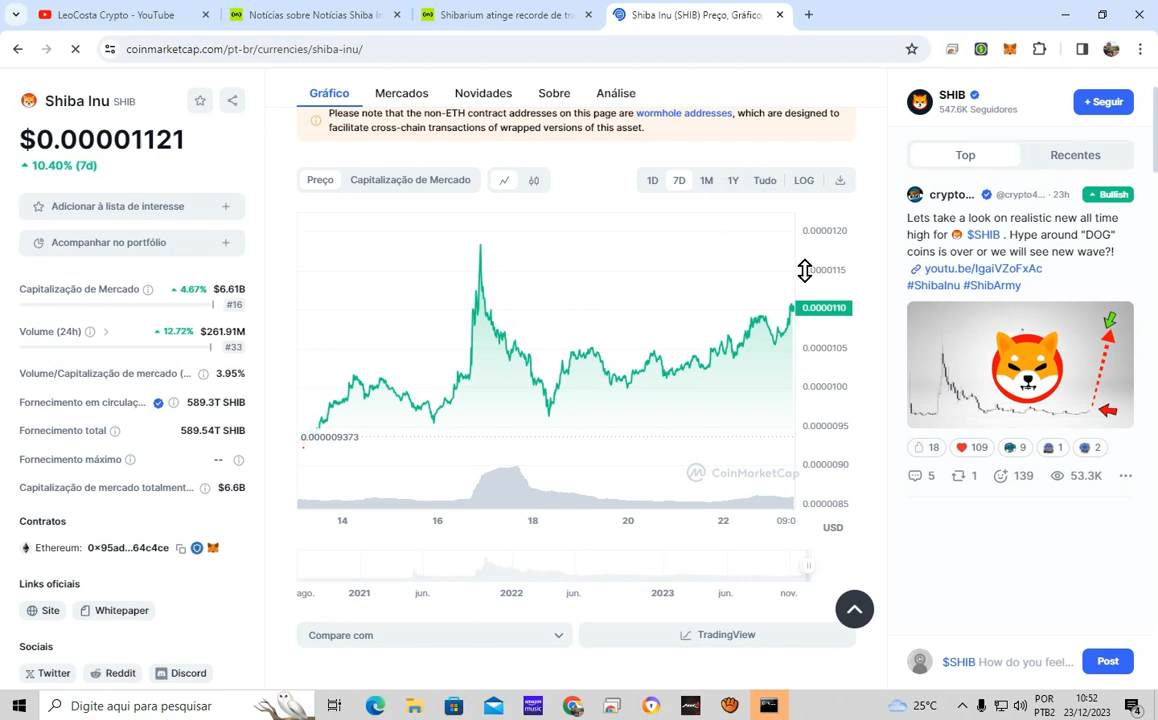 LeoCosta Crypto - YouTube
Notícias sobre Notícias Shiba In
Shibarium atinge recorde de tra
Shiba Inu (SHIB) Preço, Gráfico,
coinmarketcap.com/pt-br/currencies/shiba-inu/
Shiba Inu SHIB
$0.00001121
10.40% (7d)
Adicionar à lista de interesse +
Acompanhar no portfólio +
Capitalização de Mercado 4.67% $6.61B
#16
Volume (24h) 12.72% $261.91M
#33
Volume/Capitalização de mercado (... 3.95%
Fornecimento em circulaç... 589.3T SHIB
Fornecimento total 589.54T SHIB
Fornecimento máximo --
Capitalização de mercado totalment... $6.6B
Contratos
Ethereum: 0x95ad...64c4ce
Links oficiais
Site Whitepaper
Sociais
Twitter Reddit Discord
Gráfico Mercados Novidades Sobre Análise
Please note that the non-ETH contract addresses on this page are wormhole addresses, which are designed to
facilitate cross-chain transactions of wrapped versions of this asset.
Preço Capitalização de Mercado
1D 7D 1M 1Y Tudo LOG
0.0000120
0000115
0.0000110
0.0000105
0.0000100
0.0000095
0.0000090
0.0000085
0.000009373
CoinMarketCap
14 16 18 20 22 09:0
USD
ago. 2021 jun. 2022 jun. 2023 jun. nov.
Compare com
TradingView
SHIB
547.6K Seguidores
+ Seguir
Top Recentes
crypto... @crypto4... · 23h Bullish
Lets take a look on realistic new all time
high for $SHIB . Hype around "DOG"
coins is over or we will see new wave?!
youtu.be/IgaiVZoFxAc
#ShibaInu #ShibArmy
18 109 9 1 2
5 1 139 53.3K
$SHIB How do you feel... Post
Digite aqui para pesquisar
amazon music
25°C
POR
PTB2
10:52
23/12/2023
4